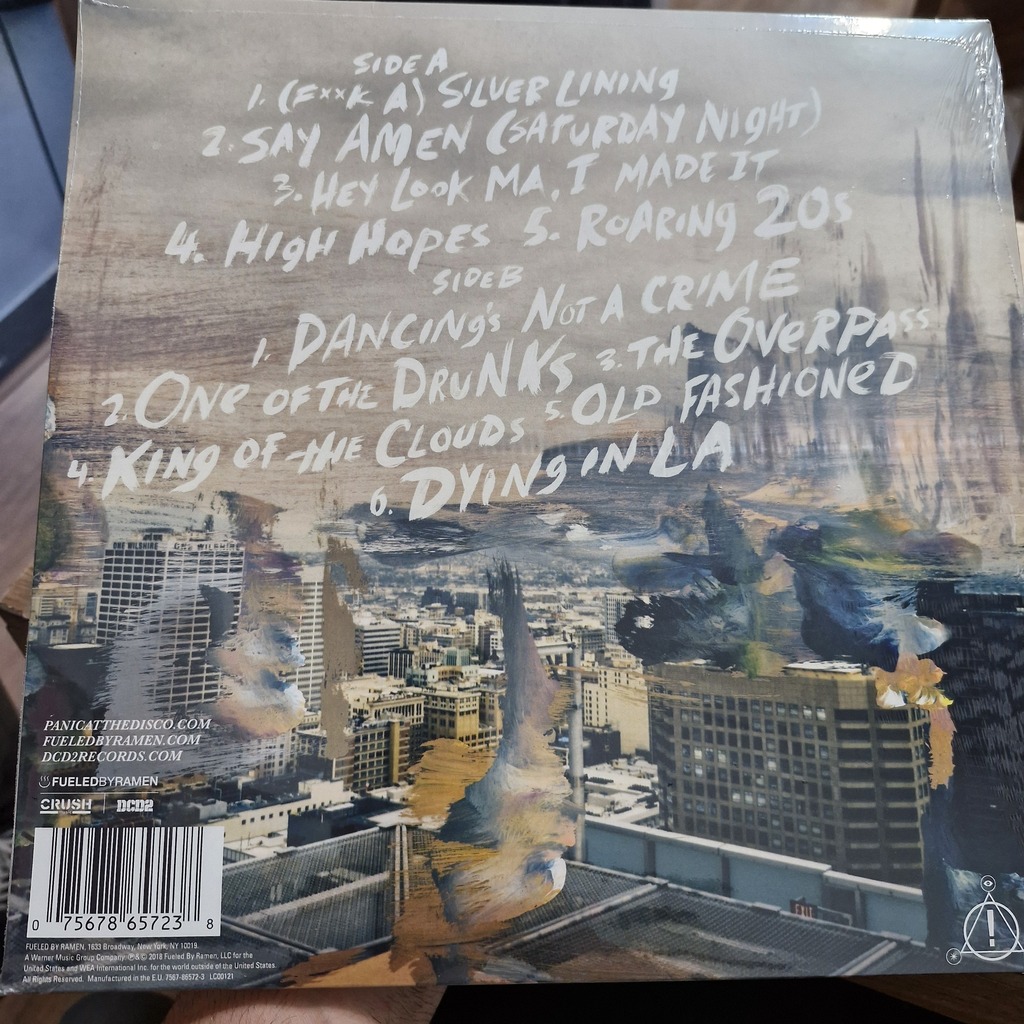 SIDE A
1. (F**K A) SILVER LINING
2. SAY AMEN (SATURDAY NIGHT)
3. HEY LOOK MA, I MADE IT
4. HIGH HOPES 5. ROARING 20s
SIDE B
1. DANCING's NOT A CRIME
2. ONE OF THE DRUNKS 3. THE OVERPASS
4. KING OF THE CLOUDS 5. OLD FASHIONED
6. DYING IN LA
PANICATTHEDISCO.COM
FUELEDBYRAMEN.COM
DCD2RECORDS.COM
FUELEDBYRAMEN
CRUSH | DCD2
0 75678 65723 8
FUELED BY RAMEN, 1633 Broadway, New York, NY 10019.
A Warner Music Group Company. ℗&© 2018 Fueled By Ramen, LLC for the
United States and WEA International Inc. for the world outside of the United States.
All Rights Reserved. Manufactured in the E.U. 7567-86572-3 LC00121
EXIT